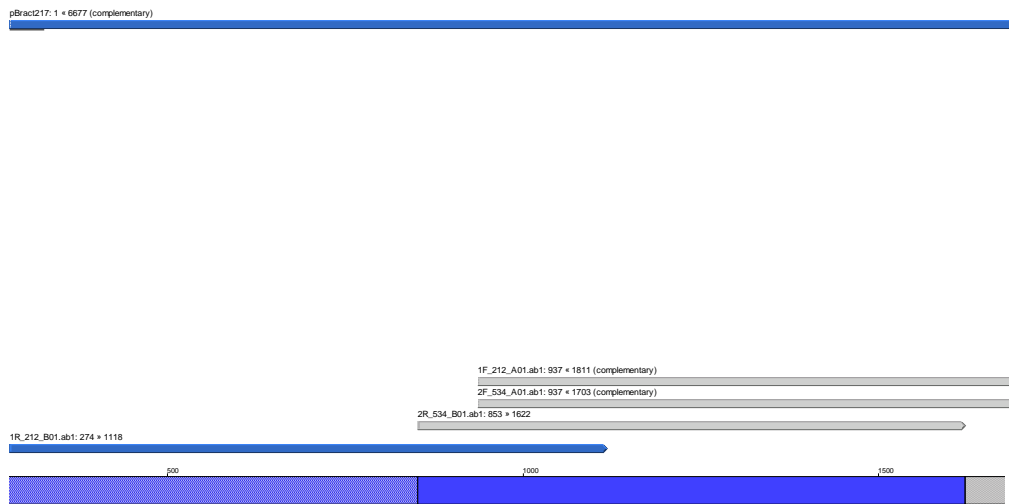 pBract217: 1 « 6677 (complementary)
1F_212_A01.ab1: 937 « 1811 (complementary)
2F_534_A01.ab1: 937 « 1703 (complementary)
2R_534_B01.ab1: 853 » 1622
1R_212_B01.ab1: 274 » 1118
500 1000 1500